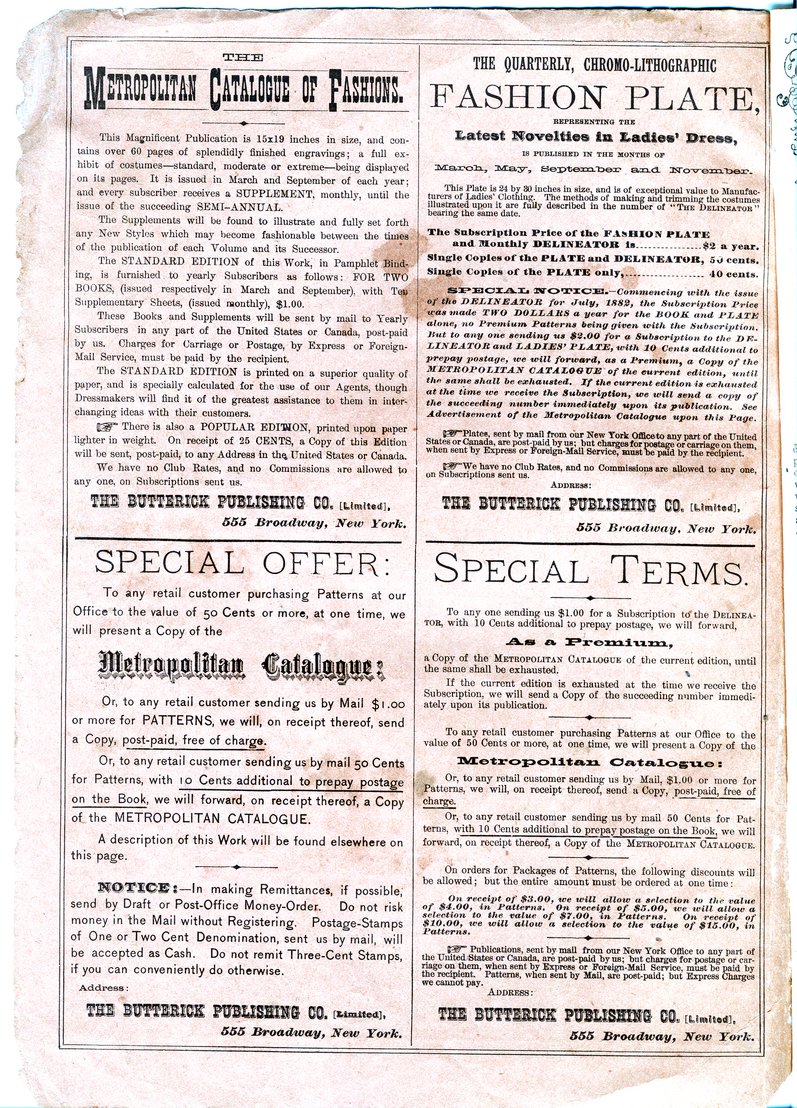 THE
METROPOLITAN CATALOGUE OF FASHIONS.
This Magnificent Publication is 15x19 inches in size, and con-
tains over 60 pages of splendidly finished engravings; a full ex-
hibit of costumes—standard, moderate or extreme—being displayed
on its pages. It is issued in March and September of each year;
and every subscriber receives a SUPPLEMENT, monthly, until the
issue of the succeeding SEMI-ANNUAL.
The Supplements will be found to illustrate and fully set forth
any New Styles which may become fashionable between the times
of the publication of each Volume and its Successor.
The STANDARD EDITION of this Work, in Pamphlet Bind-
ing, is furnished to yearly Subscribers as follows: FOR TWO
BOOKS, (issued respectively in March and September), with Ten
Supplementary Sheets, (issued monthly), $1.00.
These Books and Supplements will be sent by mail to Yearly
Subscribers in any part of the United States or Canada, post-paid
by us. Charges for Carriage or Postage, by Express or Foreign-
Mail Service, must be paid by the recipient.
The STANDARD EDITION is printed on a superior quality of
paper, and is specially calculated for the use of our Agents, though
Dressmakers will find it of the greatest assistance to them in inter-
changing ideas with their customers.
☞ There is also a POPULAR EDITION, printed upon paper
lighter in weight. On receipt of 25 CENTS, a Copy of this Edition
will be sent, post-paid, to any Address in the United States or Canada.
We have no Club Rates, and no Commissions are allowed to
any one, on Subscriptions sent us.
THE BUTTERICK PUBLISHING CO. [Limited],
555 Broadway, New York.
SPECIAL OFFER:
To any retail customer purchasing Patterns at our
Office to the value of 50 Cents or more, at one time, we
will present a Copy of the
Metropolitan Catalogue:
Or, to any retail customer sending us by Mail $1.00
or more for PATTERNS, we will, on receipt thereof, send
a Copy, post-paid, free of charge.
Or, to any retail customer sending us by mail 50 Cents
for Patterns, with 10 Cents additional to prepay postage
on the Book, we will forward, on receipt thereof, a Copy
of the METROPOLITAN CATALOGUE.
A description of this Work will be found elsewhere on
this page.
NOTICE:—In making Remittances, if possible,
send by Draft or Post-Office Money-Order. Do not risk
money in the Mail without Registering. Postage-Stamps
of One or Two Cent Denomination, sent us by mail, will
be accepted as Cash. Do not remit Three-Cent Stamps,
if you can conveniently do otherwise.
Address:
THE BUTTERICK PUBLISHING CO. [Limited],
555 Broadway, New York.
THE QUARTERLY, CHROMO-LITHOGRAPHIC
FASHION PLATE,
REPRESENTING THE
Latest Novelties in Ladies' Dress,
IS PUBLISHED IN THE MONTHS OF
March, May, September and November.
This Plate is 24 by 30 inches in size, and is of exceptional value to Manufac-
turers of Ladies' Clothing. The methods of making and trimming the costumes
illustrated upon it are fully described in the number of "THE DELINEATOR"
bearing the same date.
The Subscription Price of the FASHION PLATE
and Monthly DELINEATOR is..............$2 a year.
Single Copies of the PLATE and DELINEATOR, 50 cents.
Single Copies of the PLATE only,................ 40 cents.
SPECIAL NOTICE.—Commencing with the issue
of the DELINEATOR for July, 1882, the Subscription Price
was made TWO DOLLARS a year for the BOOK and PLATE
alone, no Premium Patterns being given with the Subscription.
But to any one sending us $2.00 for a Subscription to the DE-
LINEATOR and LADIES' PLATE, with 10 Cents additional to
prepay postage, we will forward, as a Premium, a Copy of the
METROPOLITAN CATALOGUE of the current edition, until
the same shall be exhausted. If the current edition is exhausted
at the time we receive the Subscription, we will send a copy of
the succeeding number immediately upon its publication. See
Advertisement of the Metropolitan Catalogue upon this Page.
☞ Plates, sent by mail from our New York Office to any part of the United
States or Canada, are post-paid by us; but charges for postage or carriage on them,
when sent by Express or Foreign-Mail Service, must be paid by the recipient.
☞ We have no Club Rates, and no Commissions are allowed to any one,
on Subscriptions sent us.
ADDRESS:
THE BUTTERICK PUBLISHING CO. [Limited],
555 Broadway, New York.
SPECIAL TERMS.
To any one sending us $1.00 for a Subscription to the DELINEA-
TOR, with 10 Cents additional to prepay postage, we will forward,
As a Premium,
a Copy of the METROPOLITAN CATALOGUE of the current edition, until
the same shall be exhausted.
If the current edition is exhausted at the time we receive the
Subscription, we will send a Copy of the succeeding number immedi-
ately upon its publication.
To any retail customer purchasing Patterns at our Office to the
value of 50 Cents or more, at one time, we will present a Copy of the
Metropolitan Catalogue:
Or, to any retail customer sending us by Mail, $1.00 or more for
Patterns, we will, on receipt thereof, send a Copy, post-paid, free of
charge.
Or, to any retail customer sending us by mail 50 Cents for Pat-
terns, with 10 Cents additional to prepay postage on the Book, we will
forward, on receipt thereof, a Copy of the METROPOLITAN CATALOGUE.
On orders for Packages of Patterns, the following discounts will
be allowed; but the entire amount must be ordered at one time:
On receipt of $3.00, we will allow a selection to the value
of $4.00, in Patterns. On receipt of $5.00, we will allow a
selection to the value of $7.00, in Patterns. On receipt of
$10.00, we will allow a selection to the value of $15.00, in
Patterns.
☞ Publications, sent by mail from our New York Office to any part of
the United States or Canada, are post-paid by us; but charges for postage or car-
riage on them, when sent by Express or Foreign-Mail Service, must be paid by
the recipient. Patterns, when sent by Mail, are post-paid; but Express Charges
we cannot pay.
ADDRESS:
THE BUTTERICK PUBLISHING CO. [Limited],
555 Broadway, New York.